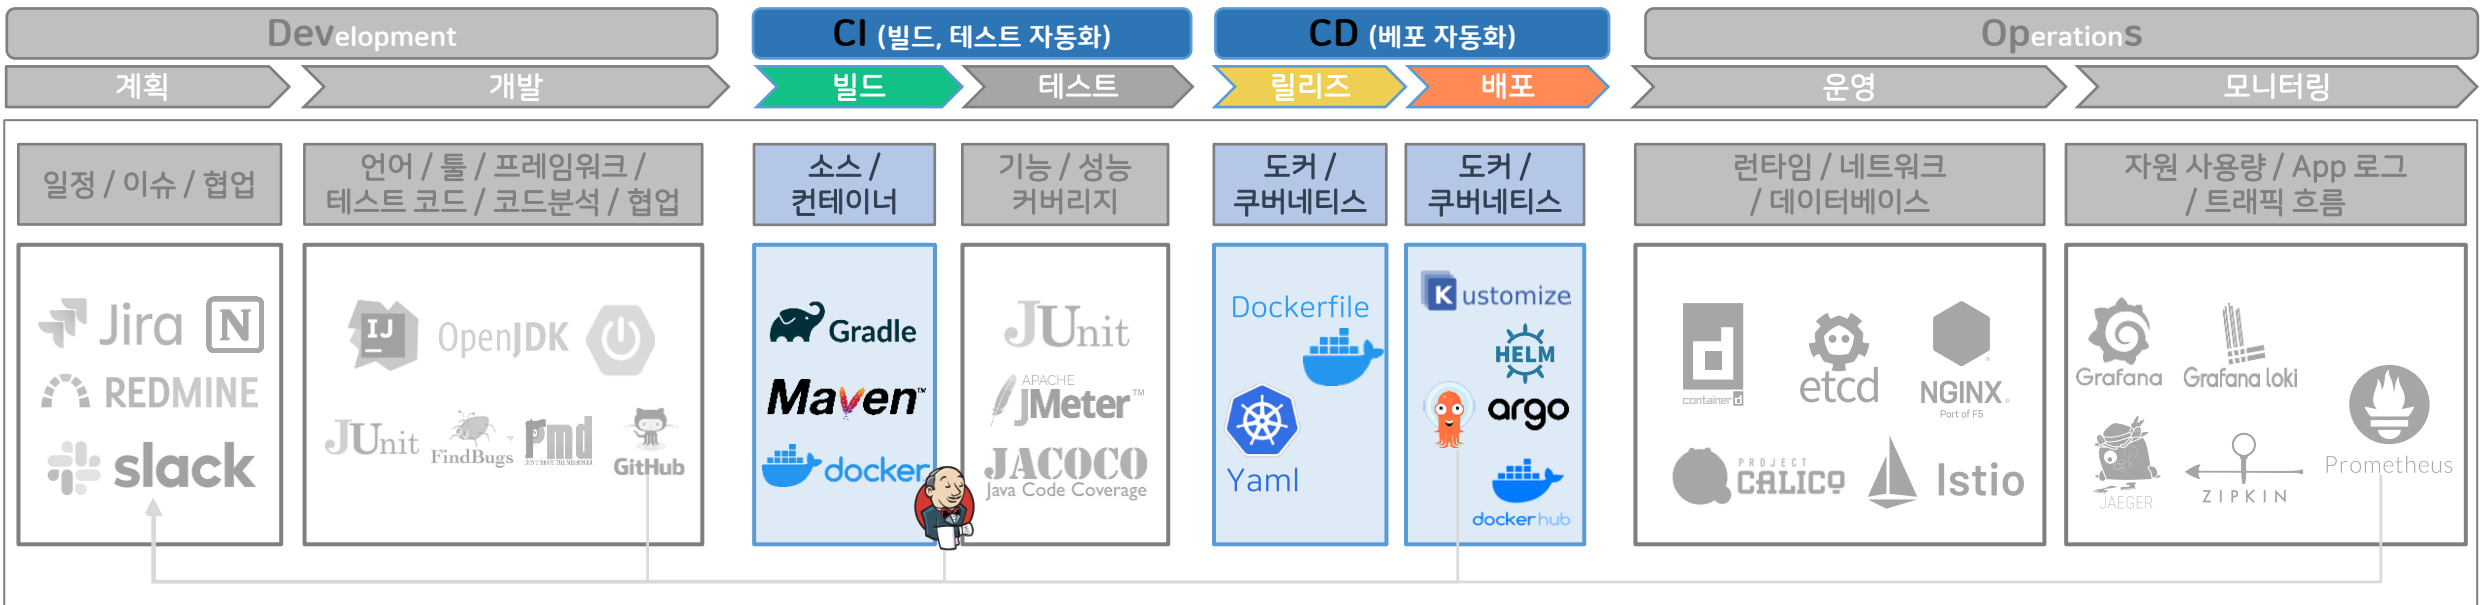 Development
CI (빌드, 테스트 자동화)
CD (베포 자동화)
Operations
계획
개발
빌드
테스트
릴리즈
배포
운영
모니터링
일정 / 이슈 / 협업
언어 / 툴 / 프레임워크 /
테스트 코드 / 코드분석 / 협업
소스 /
컨테이너
기능 / 성능
커버리지
도커 /
쿠버네티스
도커 /
쿠버네티스
런타임 / 네트워크
/ 데이터베이스
자원 사용량 / App 로그
/ 트래픽 흐름
Jira
N
REDMINE
slack
IJ
OpenJDK
JUnit
FindBugs
Pmd
GitHub
Gradle
Maven™
docker
JUnit
APACHE
JMeter™
JACOCO
Java Code Coverage
Dockerfile
Yaml
K ustomize
HELM
argo
docker hub
d
containerd
etcd
NGINX
Part of F5
PROJECT
CALICO
Istio
Grafana
Grafana loki
JAEGER
ZIPKIN
Prometheus